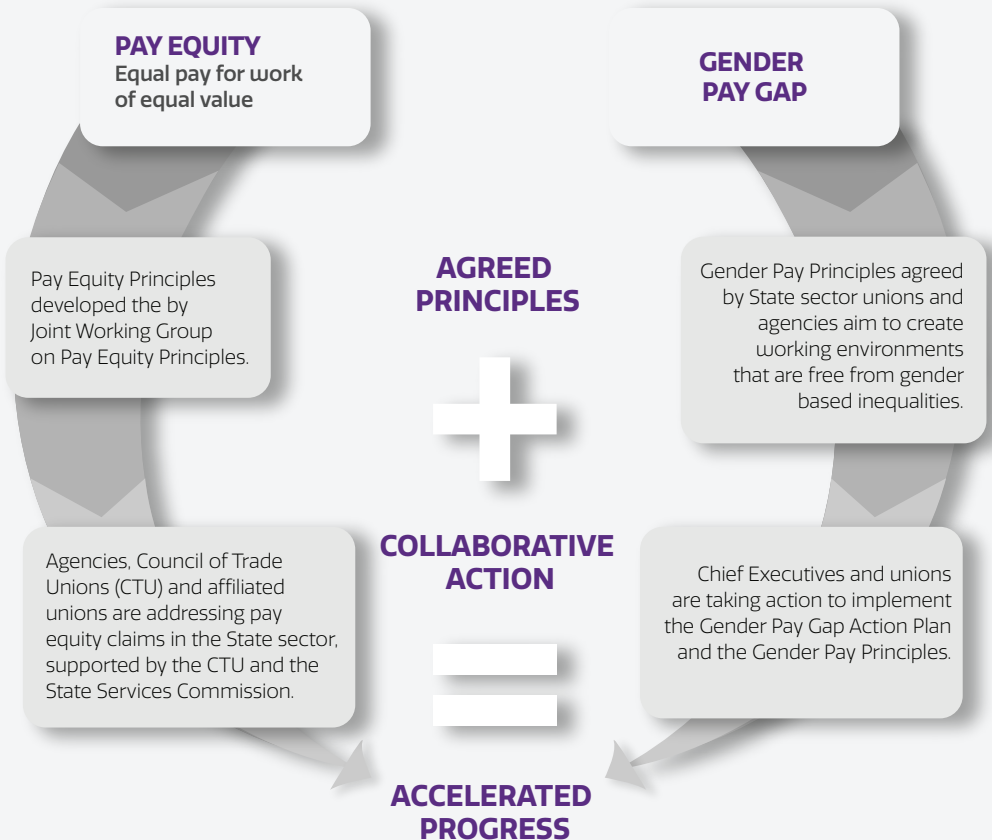 PAY EQUITY
Equal pay for work
of equal value
GENDER
PAY GAP
Pay Equity Principles
developed the by
Joint Working Group
on Pay Equity Principles.
AGREED
PRINCIPLES
Gender Pay Principles agreed
by State sector unions and
agencies aim to create
working environments
that are free from gender
based inequalities.
Agencies, Council of Trade
Unions (CTU) and affiliated
unions are addressing pay
equity claims in the State sector,
supported by the CTU and the
State Services Commission.
COLLABORATIVE
ACTION
Chief Executives and unions
are taking action to implement
the Gender Pay Gap Action Plan
and the Gender Pay Principles.
ACCELERATED
PROGRESS